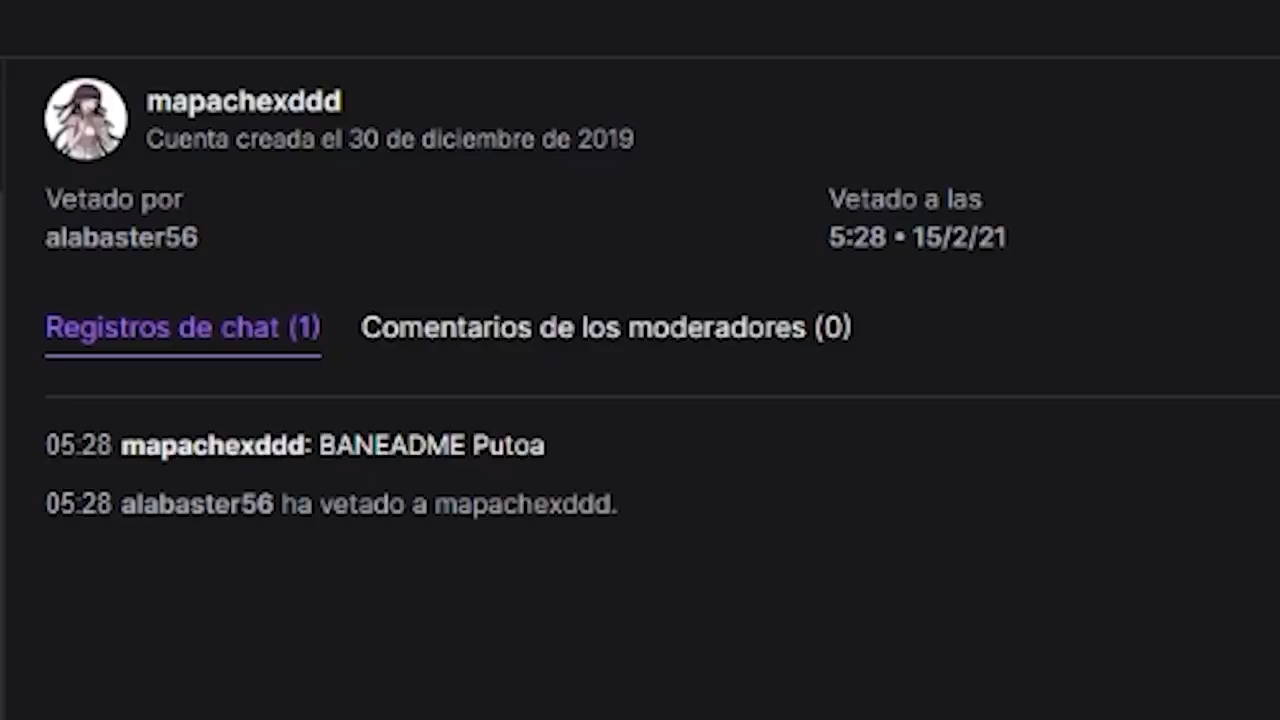 mapachexddd
Cuenta creada el 30 de diciembre de 2019
Vetado por
Vetado a las
alabaster56
5:28 • 15/2/21
Registros de chat (1) Comentarios de los moderadores (0)
05:28 mapachexddd: BANEADME Putoa
05:28 alabaster56 ha vetado a mapachexddd.